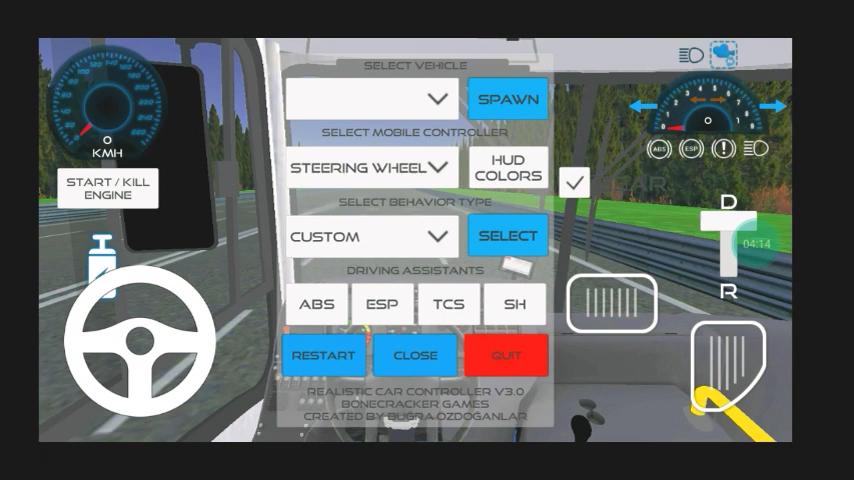 SELECT VEHICLE
SPAWN
SELECT MOBILE CONTROLLER
STEERING WHEEL
HUD
COLORS
SELECT BEHAVIOR TYPE
CUSTOM
SELECT
DRIVING ASSISTANTS
ABS
ESP
TCS
SH
RESTART
CLOSE
QUIT
REALISTIC CAR CONTROLLER V3.0
BONECRACKER GAMES
CREATED BY BUGRA OZDOGANLAR
0
KMH
START / KILL
ENGINE
0
ABS
ESP
D
04:14
R